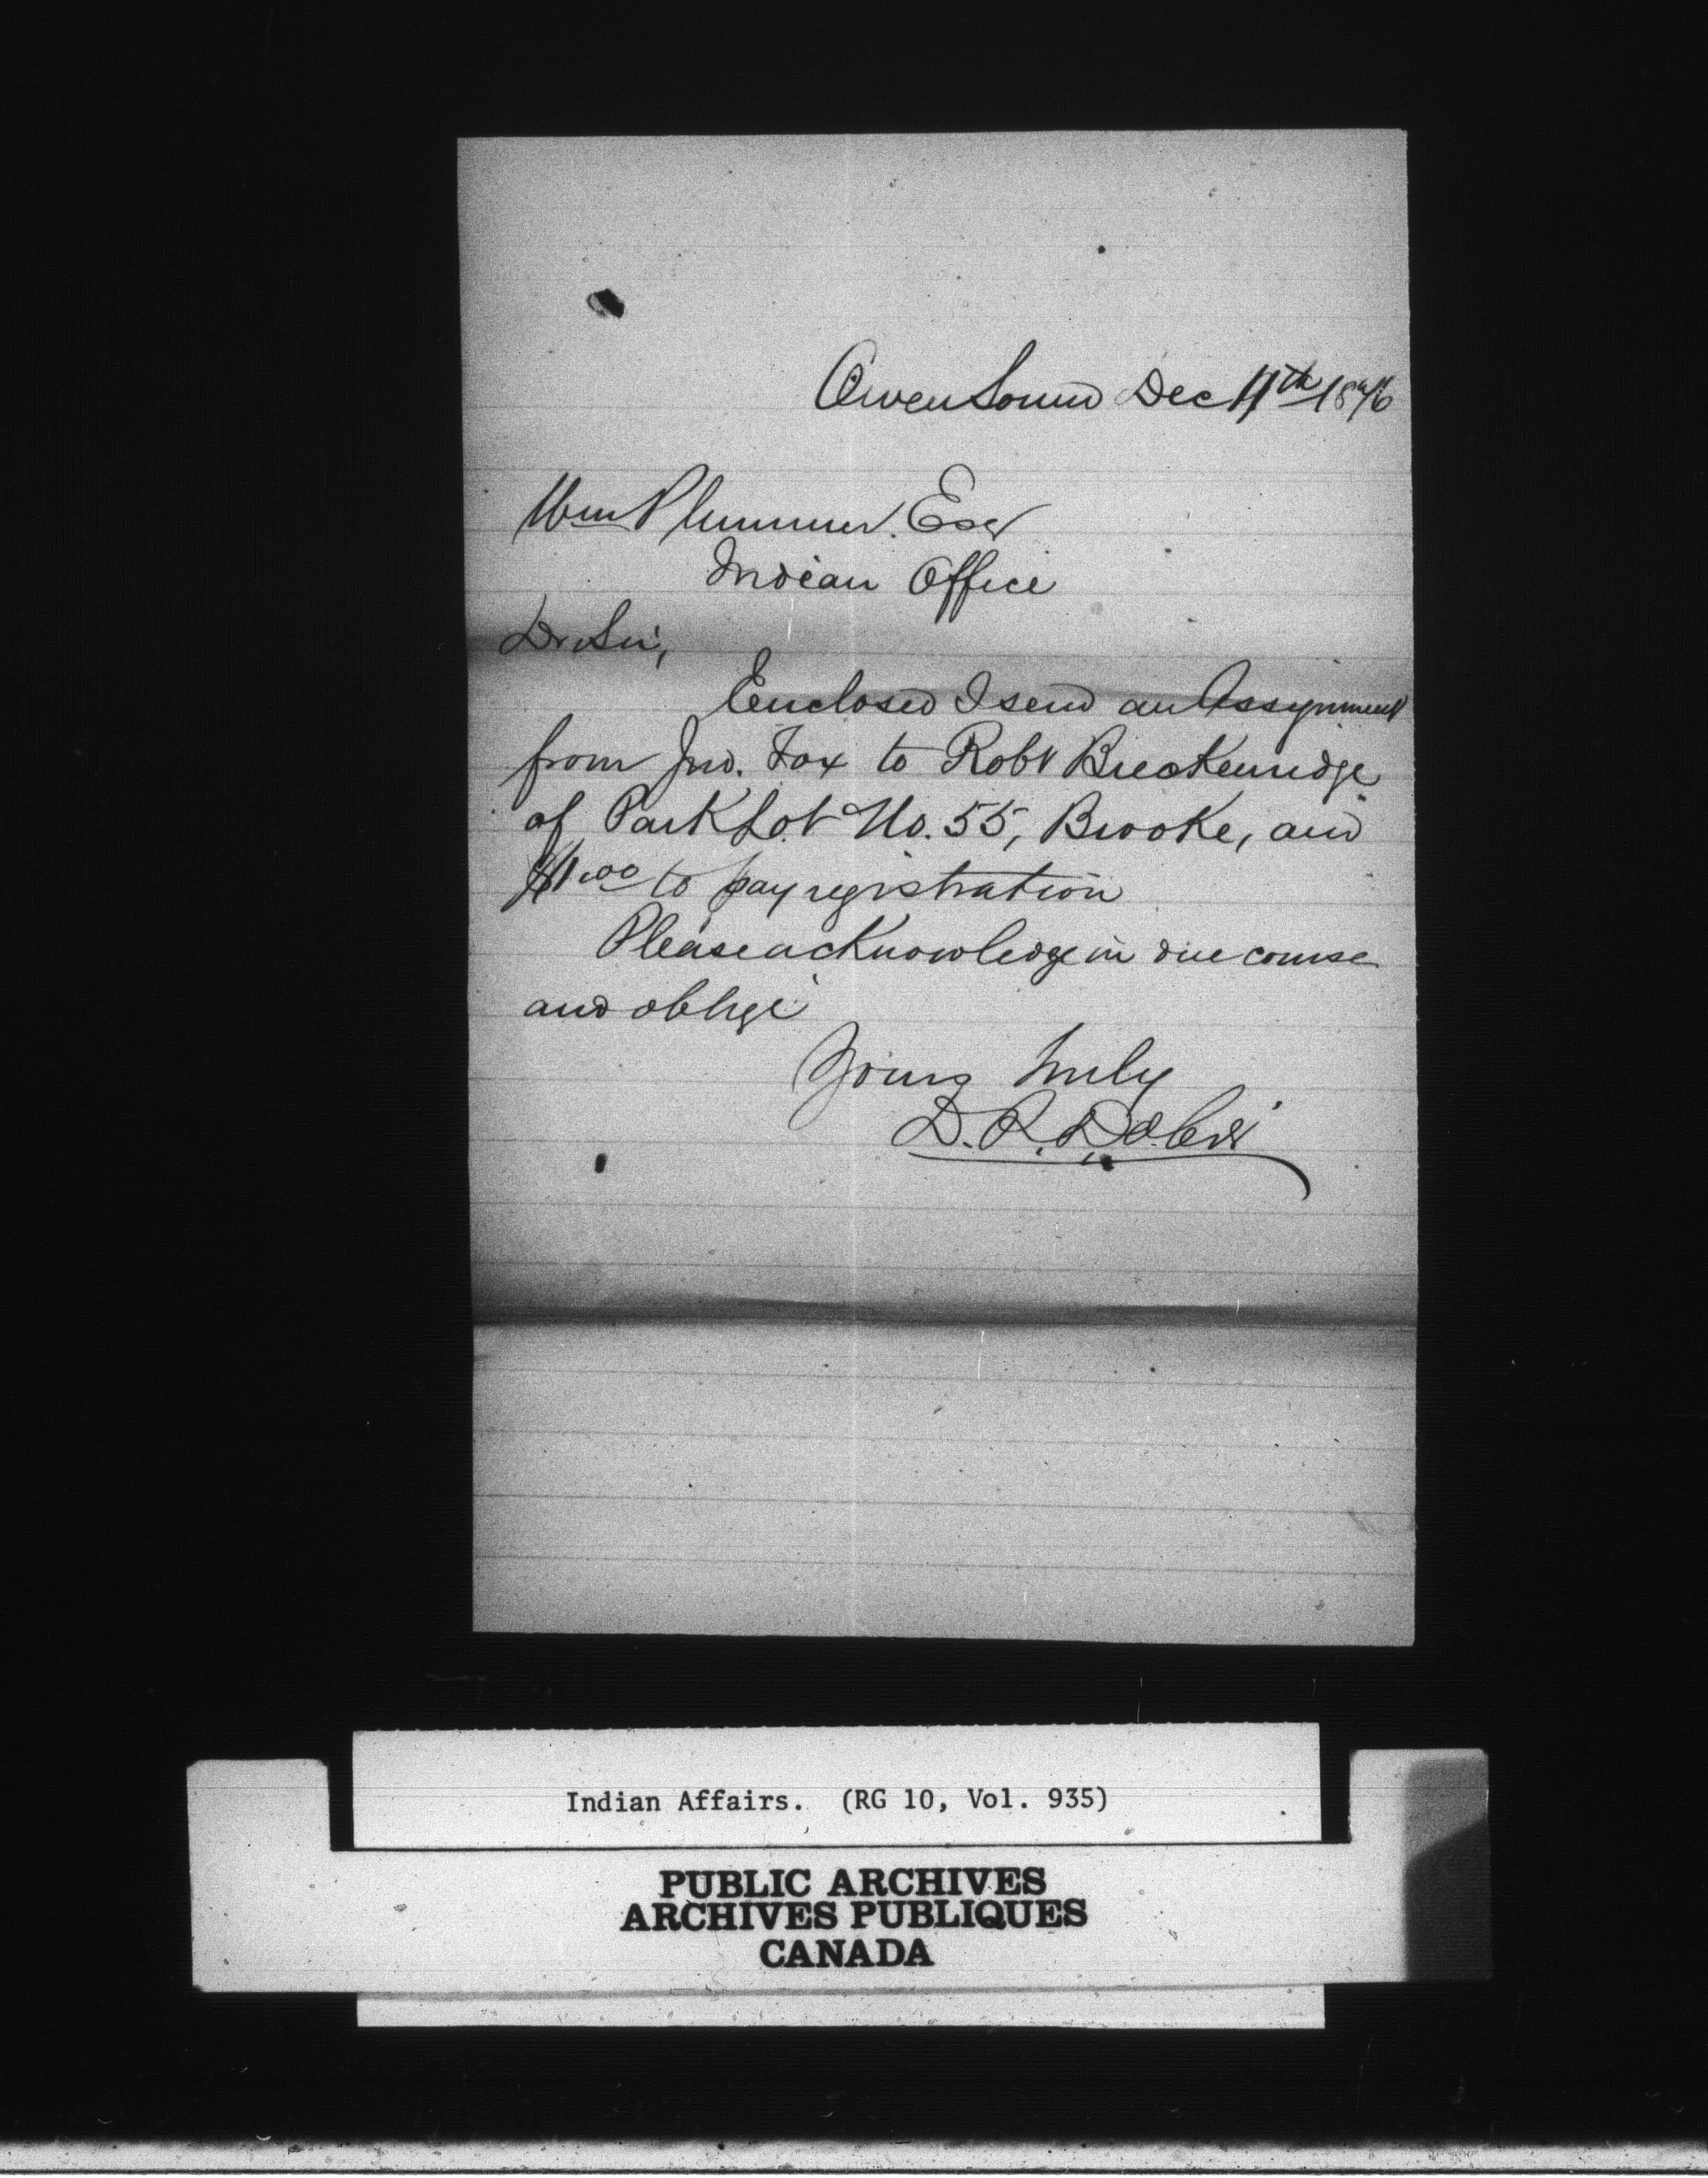 Owen Sound Dec 11th 1876
Wm Plummer. Esq
Indian Office
Dr Sir,
Enclosed I send an Assignment
from Jno. Fox to Robt Breckenridge
of Park Lot No. 55, Brooke, and
$1.00 to pay registration
Please acknowledge in due course
and oblige
Yours truly
D. R. Dobie
Indian Affairs. (RG 10, Vol. 935)
PUBLIC ARCHIVES
ARCHIVES PUBLIQUES
CANADA